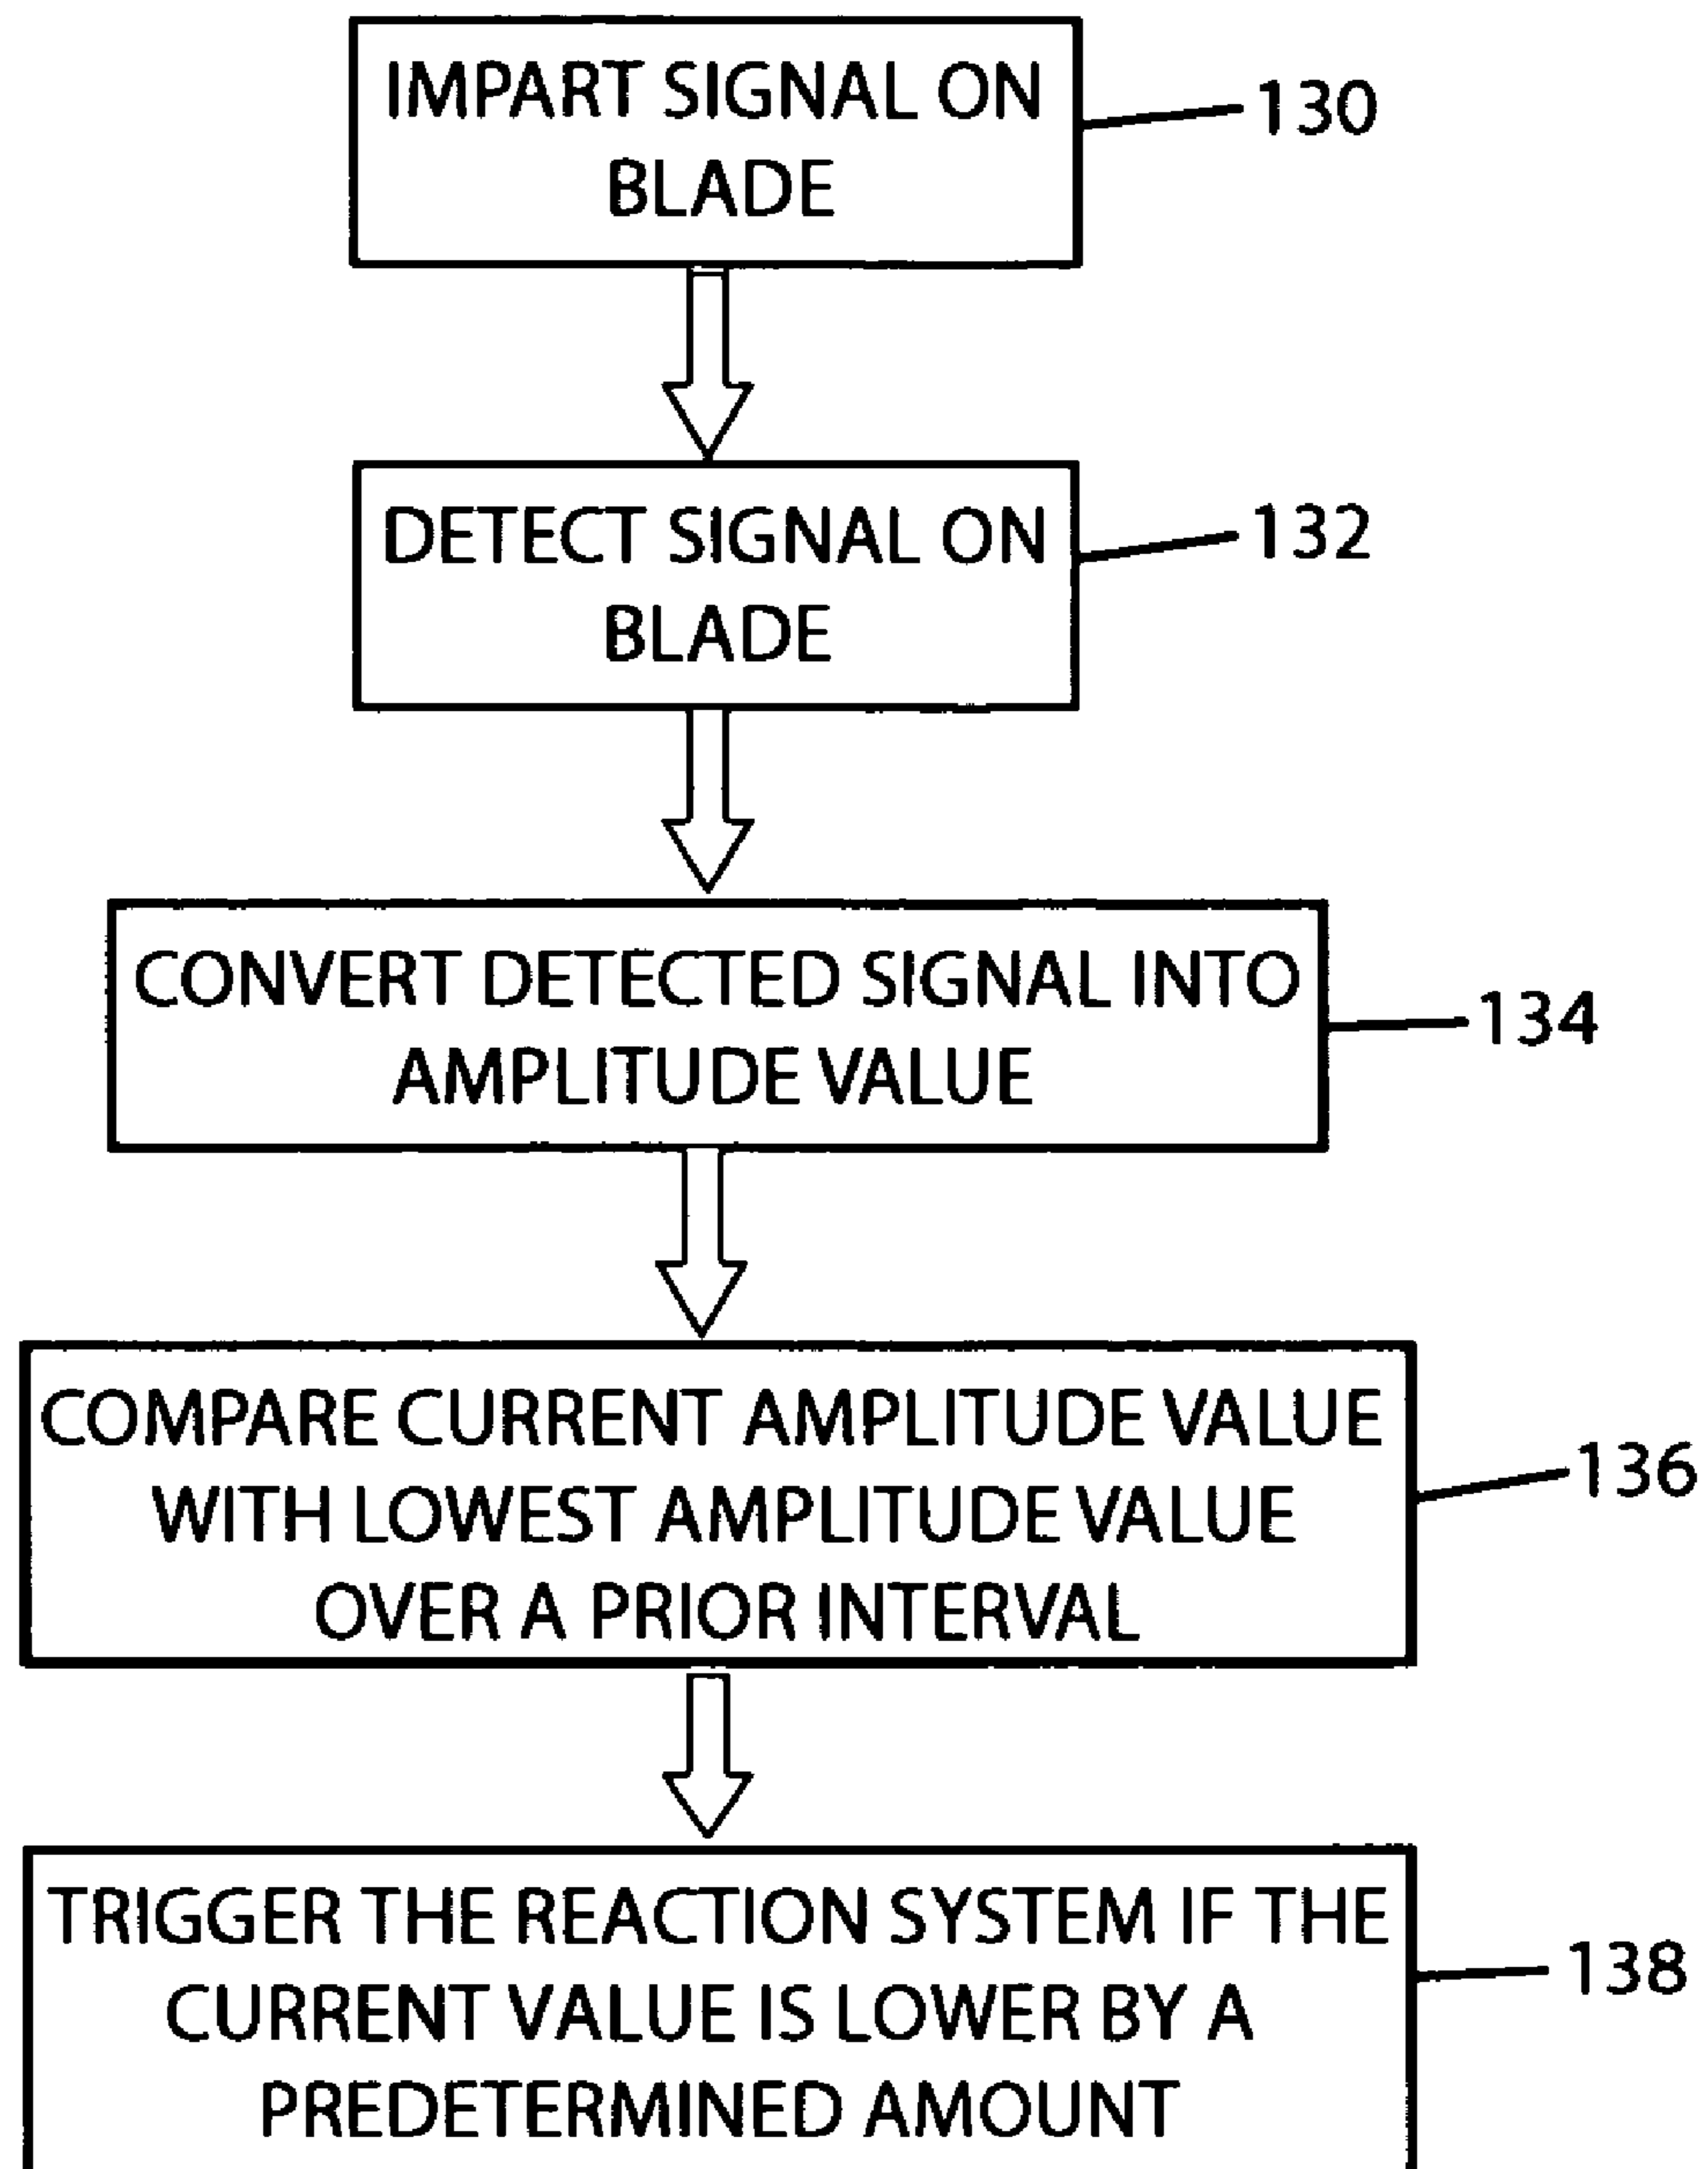 IMPART SIGNAL ON
BLADE
130
DETECT SIGNAL ON
BLADE
132
CONVERT DETECTED SIGNAL INTO
AMPLITUDE VALUE
134
COMPARE CURRENT AMPLITUDE VALUE
WITH LOWEST AMPLITUDE VALUE
OVER A PRIOR INTERVAL
136
TRIGGER THE REACTION SYSTEM IF THE
CURRENT VALUE IS LOWER BY A
PREDETERMINED AMOUNT
138